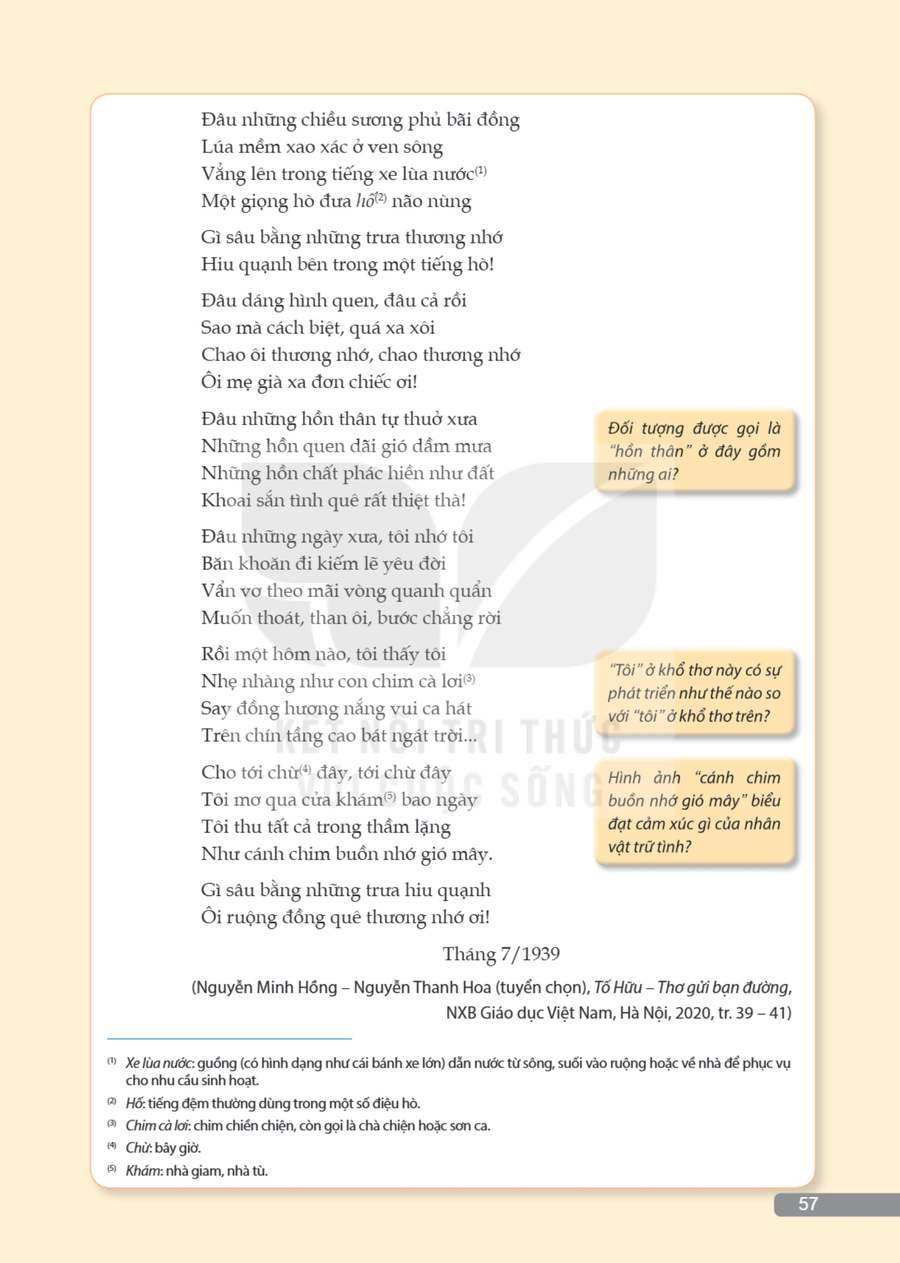 Đâu những chiều sương phủ bãi đồng
Lúa mềm xao xác ở ven sông
Vẳng lên trong tiếng xe lùa nước(1)
Một giọng hò đưa hố(2) não nùng
Gì sâu bằng những trưa thương nhớ
Hiu quạnh bên trong một tiếng hò!
Đâu dáng hình quen, đâu cả rồi
Sao mà cách biệt, quá xa xôi
Chao ôi thương nhớ, chao thương nhớ
Ôi mẹ già xa đơn chiếc ơi!
Đâu những hồn thân tự thuở xưa
Những hồn quen dãi gió dầm mưa
Những hồn chất phác hiền như đất
Khoai sắn tình quê rất thiệt thà!
Đối tượng được gọi là
“hồn thân” ở đây gồm
những ai?
Đâu những ngày xưa, tôi nhớ tôi
Băn khoăn đi kiếm lẽ yêu đời
Vẩn vơ theo mãi vòng quanh quẩn
Muốn thoát, than ôi, bước chẳng rời
Rồi một hôm nào, tôi thấy tôi
Nhẹ nhàng như con chim cà lơi(3)
Say đồng hương nắng vui ca hát
Trên chín tầng cao bát ngát trời...
“Tôi” ở khổ thơ này có sự
phát triển như thế nào so
với “tôi” ở khổ thơ trên?
Cho tới chừ(4) đây, tới chừ đây
Tôi mơ qua cửa khám(5) bao ngày
Tôi thu tất cả trong thầm lặng
Như cánh chim buồn nhớ gió mây.
Hình ảnh “cánh chim
buồn nhớ gió mây” biểu
đạt cảm xúc gì của nhân
vật trữ tình?
Gì sâu bằng những trưa hiu quạnh
Ôi ruộng đồng quê thương nhớ ơi!
Tháng 7/1939
(Nguyễn Minh Hồng – Nguyễn Thanh Hoa (tuyển chọn), Tố Hữu – Thơ gửi bạn đường,
NXB Giáo dục Việt Nam, Hà Nội, 2020, tr. 39 – 41)
(1) Xe lùa nước: guồng (có hình dạng như cái bánh xe lớn) dẫn nước từ sông, suối vào ruộng hoặc về nhà để phục vụ
cho nhu cầu sinh hoạt.
(2) Hố: tiếng đệm thường dùng trong một số điệu hò.
(3) Chim cà lơi: chim chiền chiện, còn gọi là chà chiện hoặc sơn ca.
(4) Chừ: bây giờ.
(5) Khám: nhà giam, nhà tù.
57
KẾT NỐI TRI THỨC
VỚI CUỘC SỐNG